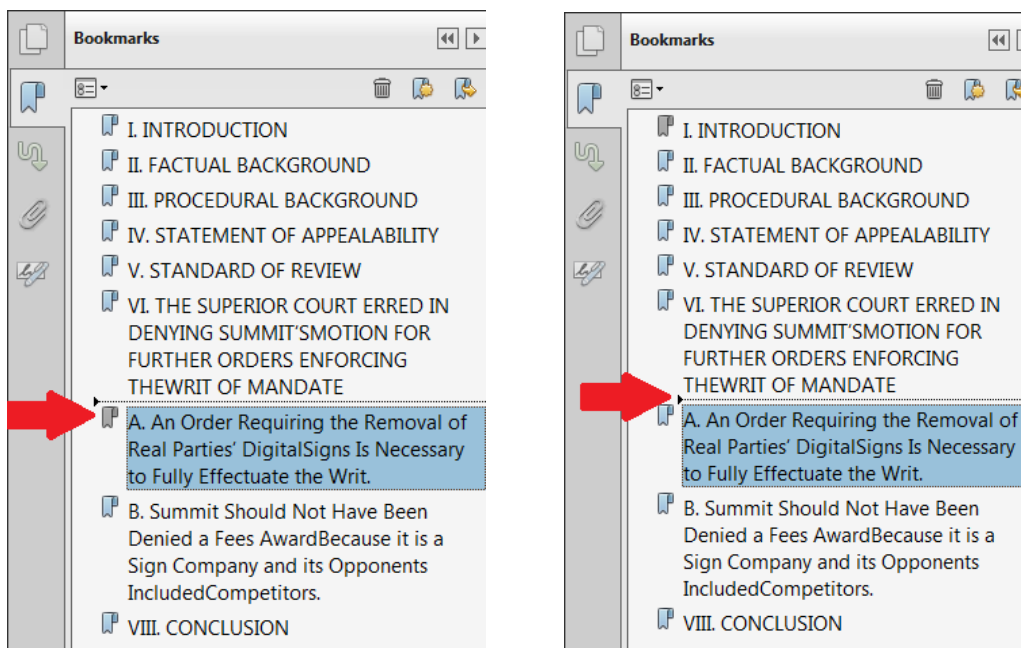 Bookmarks
I. INTRODUCTION
II. FACTUAL BACKGROUND
III. PROCEDURAL BACKGROUND
IV. STATEMENT OF APPEALABILITY
V. STANDARD OF REVIEW
VI. THE SUPERIOR COURT ERRED IN
DENYING SUMMIT'SMOTION FOR
FURTHER ORDERS ENFORCING
THEWRIT OF MANDATE
A. An Order Requiring the Removal of
Real Parties' DigitalSigns Is Necessary
to Fully Effectuate the Writ.
B. Summit Should Not Have Been
Denied a Fees AwardBecause it is a
Sign Company and its Opponents
IncludedCompetitors.
VIII. CONCLUSION
Bookmarks
I. INTRODUCTION
II. FACTUAL BACKGROUND
III. PROCEDURAL BACKGROUND
IV. STATEMENT OF APPEALABILITY
V. STANDARD OF REVIEW
VI. THE SUPERIOR COURT ERRED IN
DENYING SUMMIT'SMOTION FOR
FURTHER ORDERS ENFORCING
THEWRIT OF MANDATE
A. An Order Requiring the Removal of
Real Parties' DigitalSigns Is Necessary
to Fully Effectuate the Writ.
B. Summit Should Not Have Been
Denied a Fees AwardBecause it is a
Sign Company and its Opponents
IncludedCompetitors.
VIII. CONCLUSION